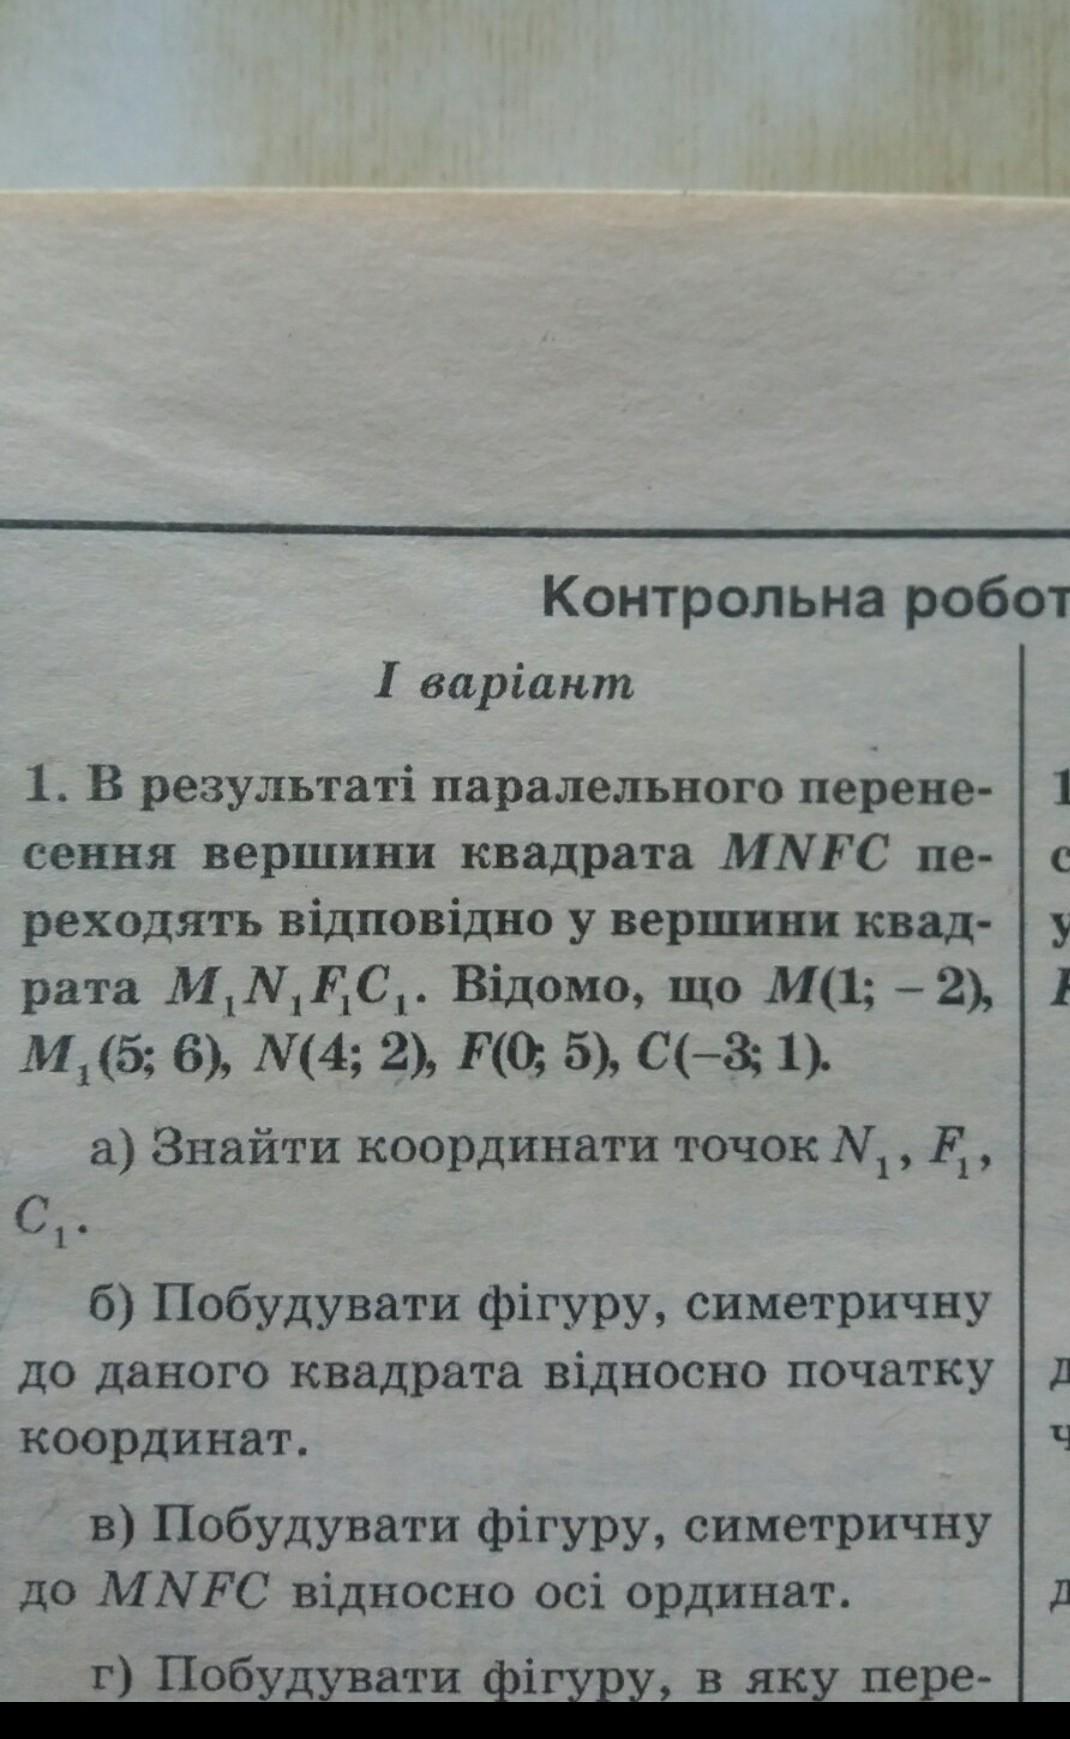 Контрольна робот
I варіант
1. В результаті паралельного перене-
сення вершини квадрата MNFC пе-
реходять відповідно у вершини квад-
рата M₁N₁F₁C₁. Відомо, що M(1; – 2),
M₁(5; 6), N(4; 2), F(0; 5), C(–3; 1).
а) Знайти координати точок N₁, F₁,
C₁.
б) Побудувати фігуру, симетричну
до даного квадрата відносно початку
координат.
в) Побудувати фігуру, симетричну
до MNFC відносно осі ординат.
г) Побудувати фігуру, в яку пере-